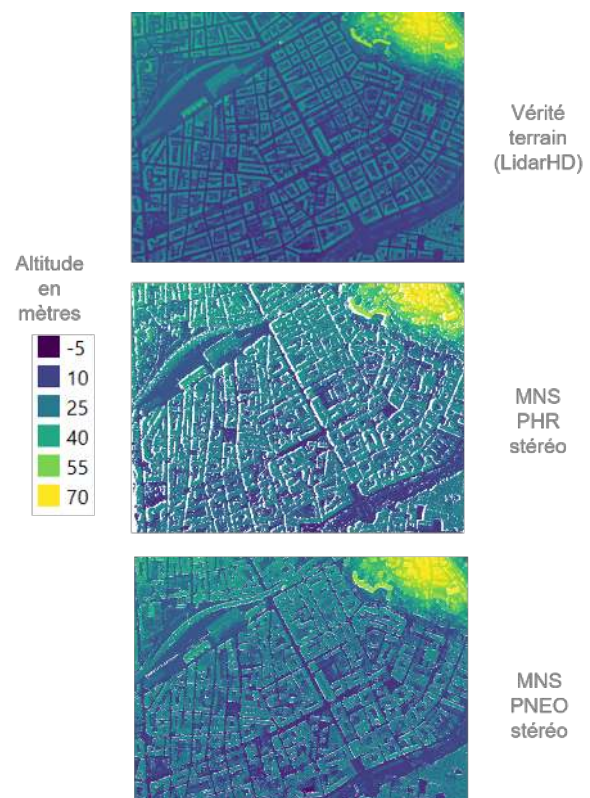 Vérité
terrain
(LidarHD)
Altitude
en
mètres
-5
10
25
40
55
70
MNS
PHR
stéréo
MNS
PNEO
stéréo